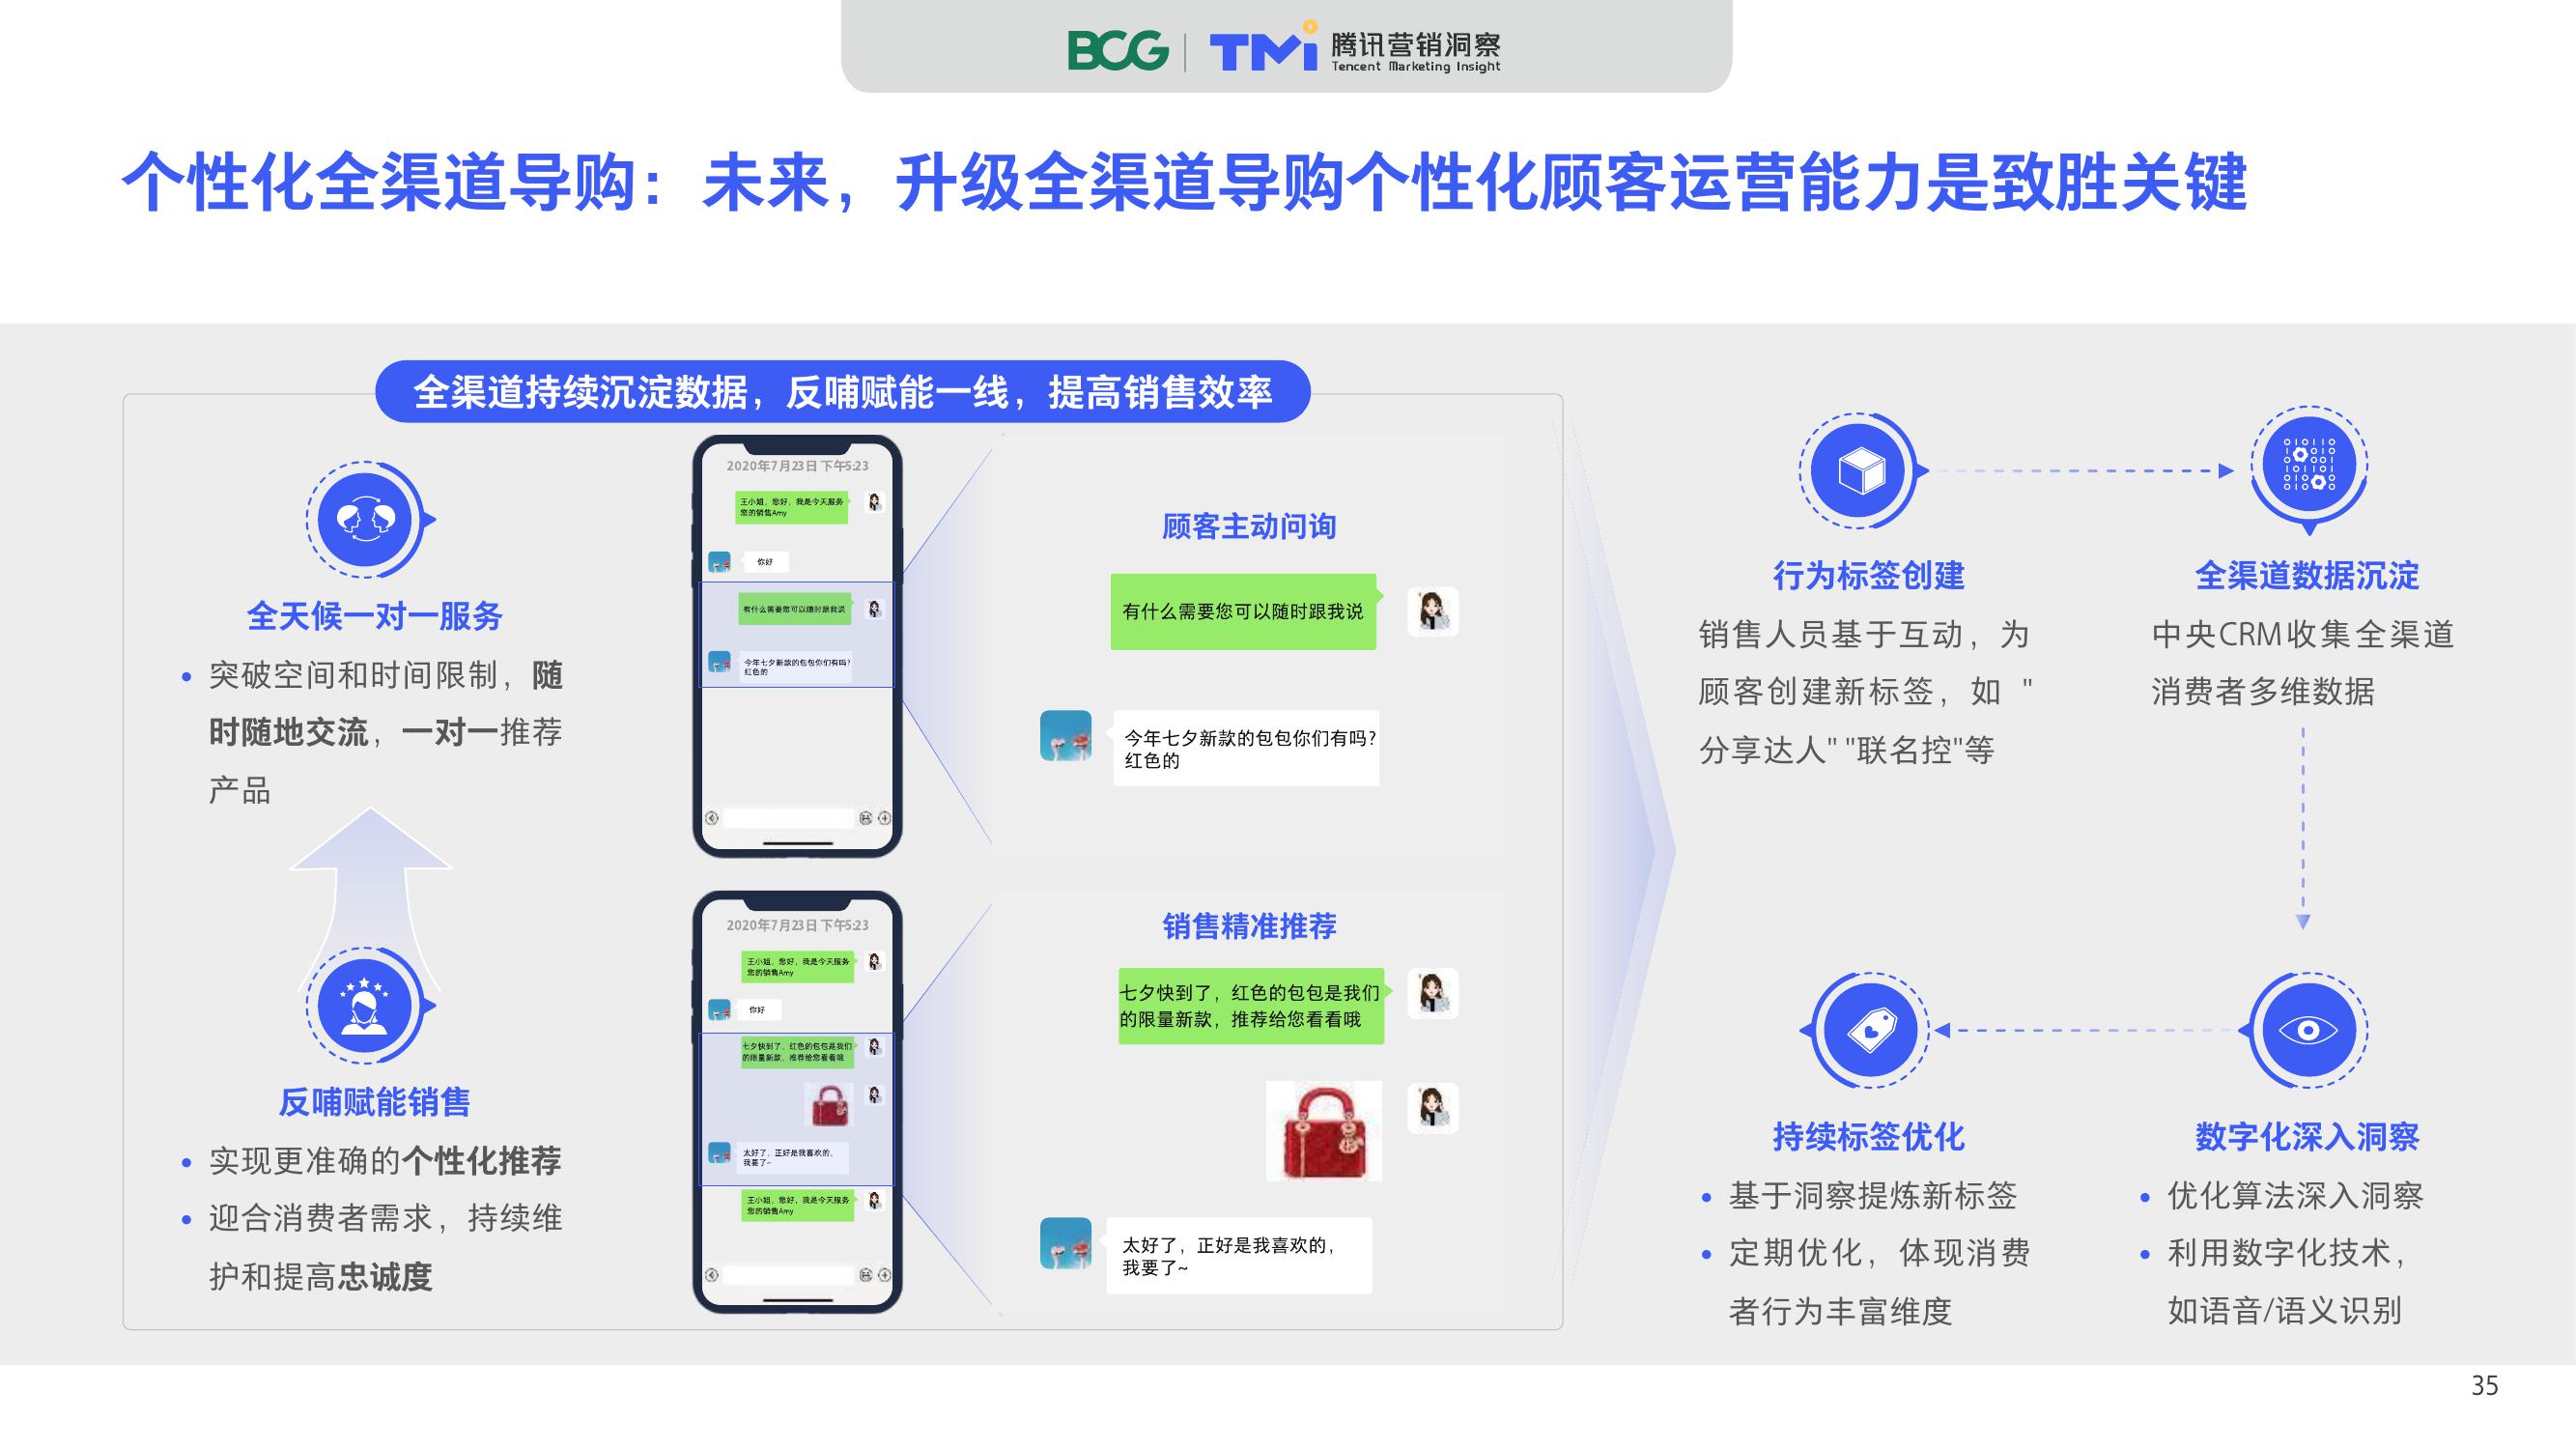 BCG
TMi 腾讯营销洞察
Tencent Marketing Insight
个性化全渠道导购：未来，升级全渠道导购个性化顾客运营能力是致胜关键
全渠道持续沉淀数据，反哺赋能一线，提高销售效率
全天候一对一服务
• 突破空间和时间限制，随
时随地交流，一对一推荐
产品
反哺赋能销售
• 实现更准确的个性化推荐
• 迎合消费者需求，持续维
护和提高忠诚度
2020年7月23日 下午5:23
王小姐，您好，我是今天服务
您的销售Amy
你好
有什么需要您可以随时跟我说
今年七夕新款的包包你们有吗？
红色的
顾客主动问询
有什么需要您可以随时跟我说
今年七夕新款的包包你们有吗？
红色的
2020年7月23日 下午5:23
王小姐，您好，我是今天服务
您的销售Amy
你好
七夕快到了，红色的包包是我们
的限量新款，推荐给您看看哦
太好了，正好是我喜欢的，
我要了~
王小姐，您好，我是今天服务
您的销售Amy
销售精准推荐
七夕快到了，红色的包包是我们
的限量新款，推荐给您看看哦
太好了，正好是我喜欢的，
我要了~
行为标签创建
销售人员基于互动，为
顾客创建新标签，如 "
分享达人" "联名控"等
全渠道数据沉淀
中央CRM收集全渠道
消费者多维数据
持续标签优化
• 基于洞察提炼新标签
• 定期优化，体现消费
者行为丰富维度
数字化深入洞察
• 优化算法深入洞察
• 利用数字化技术，
如语音/语义识别
35